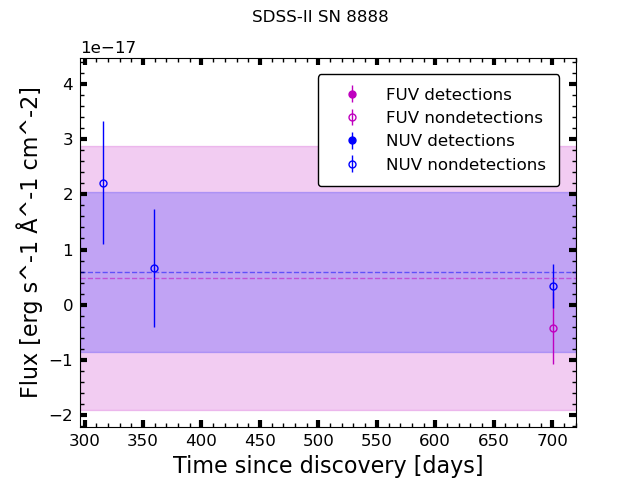 SDSS-II SN 8888
1e−17
FUV detections
FUV nondetections
NUV detections
NUV nondetections
4
3
2
1
0
−1
−2
Flux [erg s^-1 Å^-1 cm^-2]
300 350 400 450 500 550 600 650 700
Time since discovery [days]